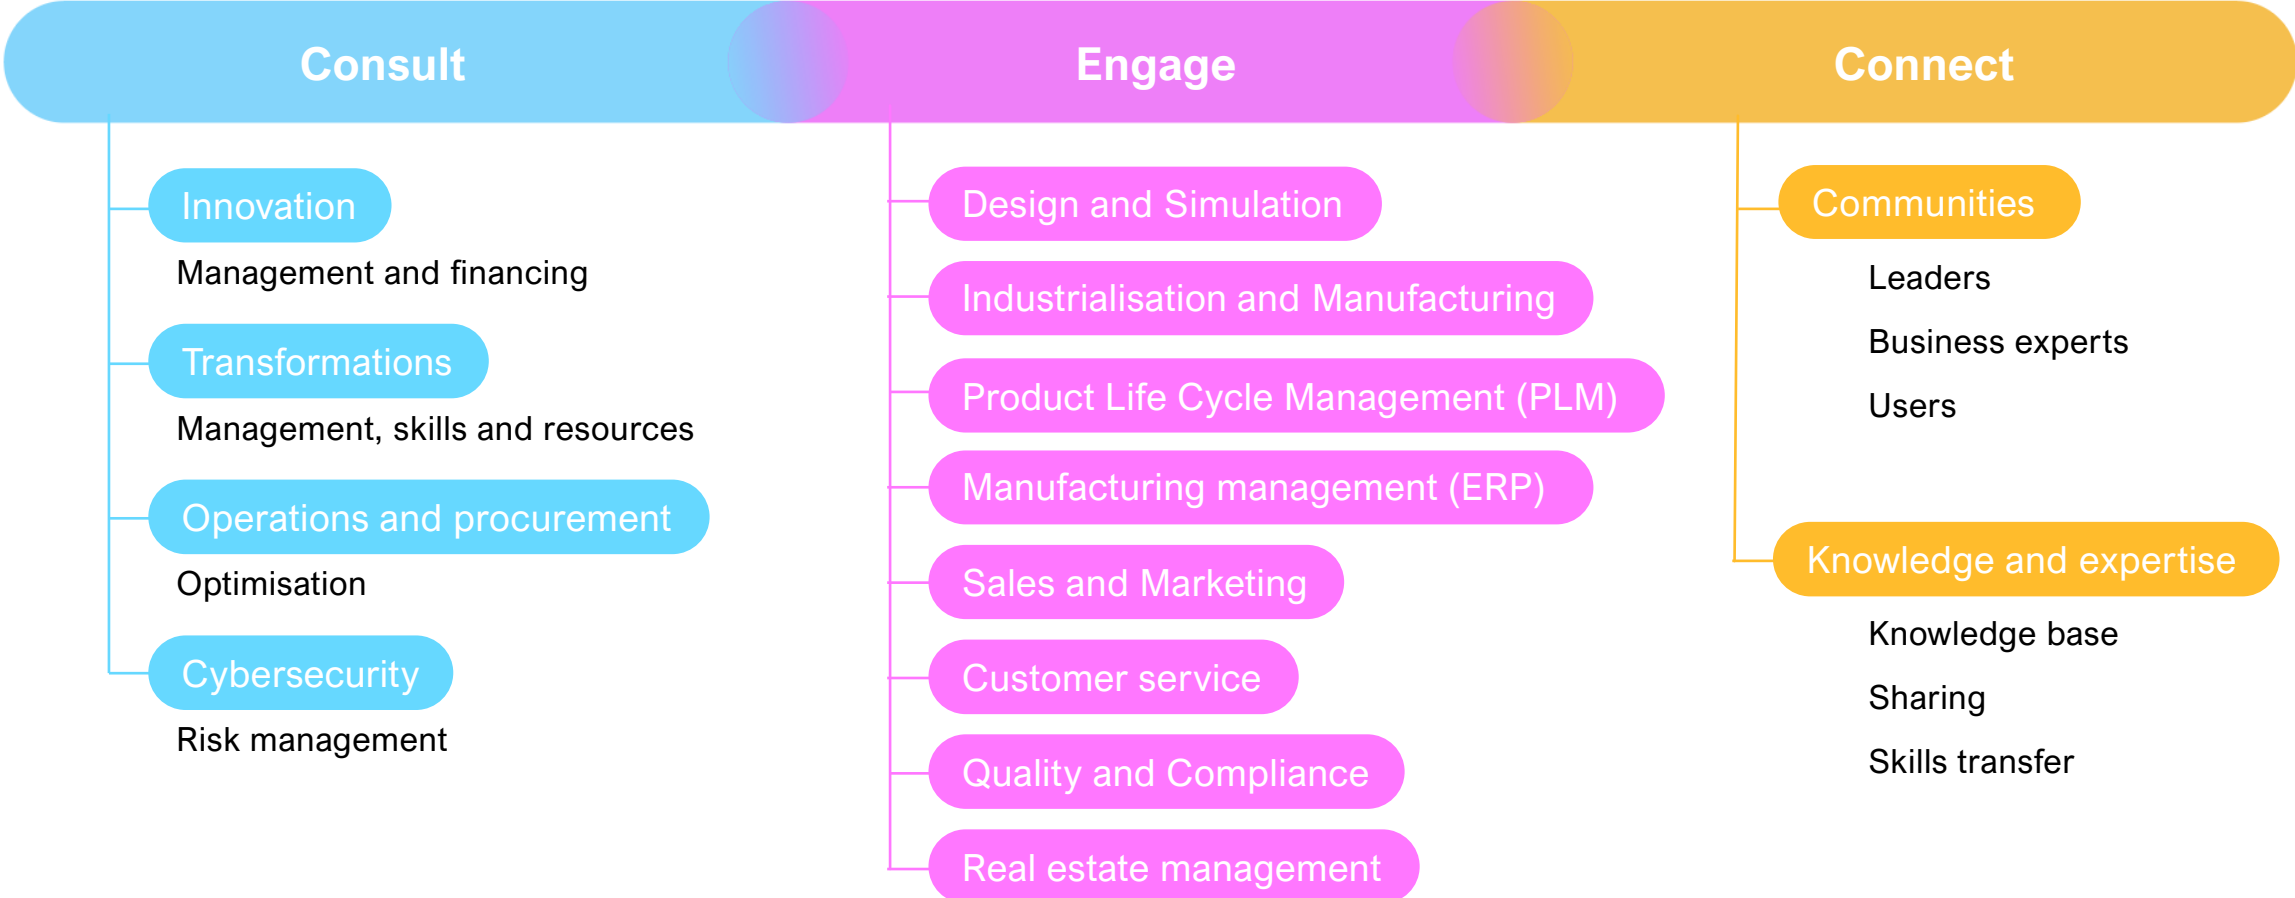 Consult
Engage
Connect
Innovation
Management and financing
Transformations
Management, skills and resources
Operations and procurement
Optimisation
Cybersecurity
Risk management
Design and Simulation
Industrialisation and Manufacturing
Product Life Cycle Management (PLM)
Manufacturing management (ERP)
Sales and Marketing
Customer service
Quality and Compliance
Real estate management
Communities
Leaders
Business experts
Users
Knowledge and expertise
Knowledge base
Sharing
Skills transfer